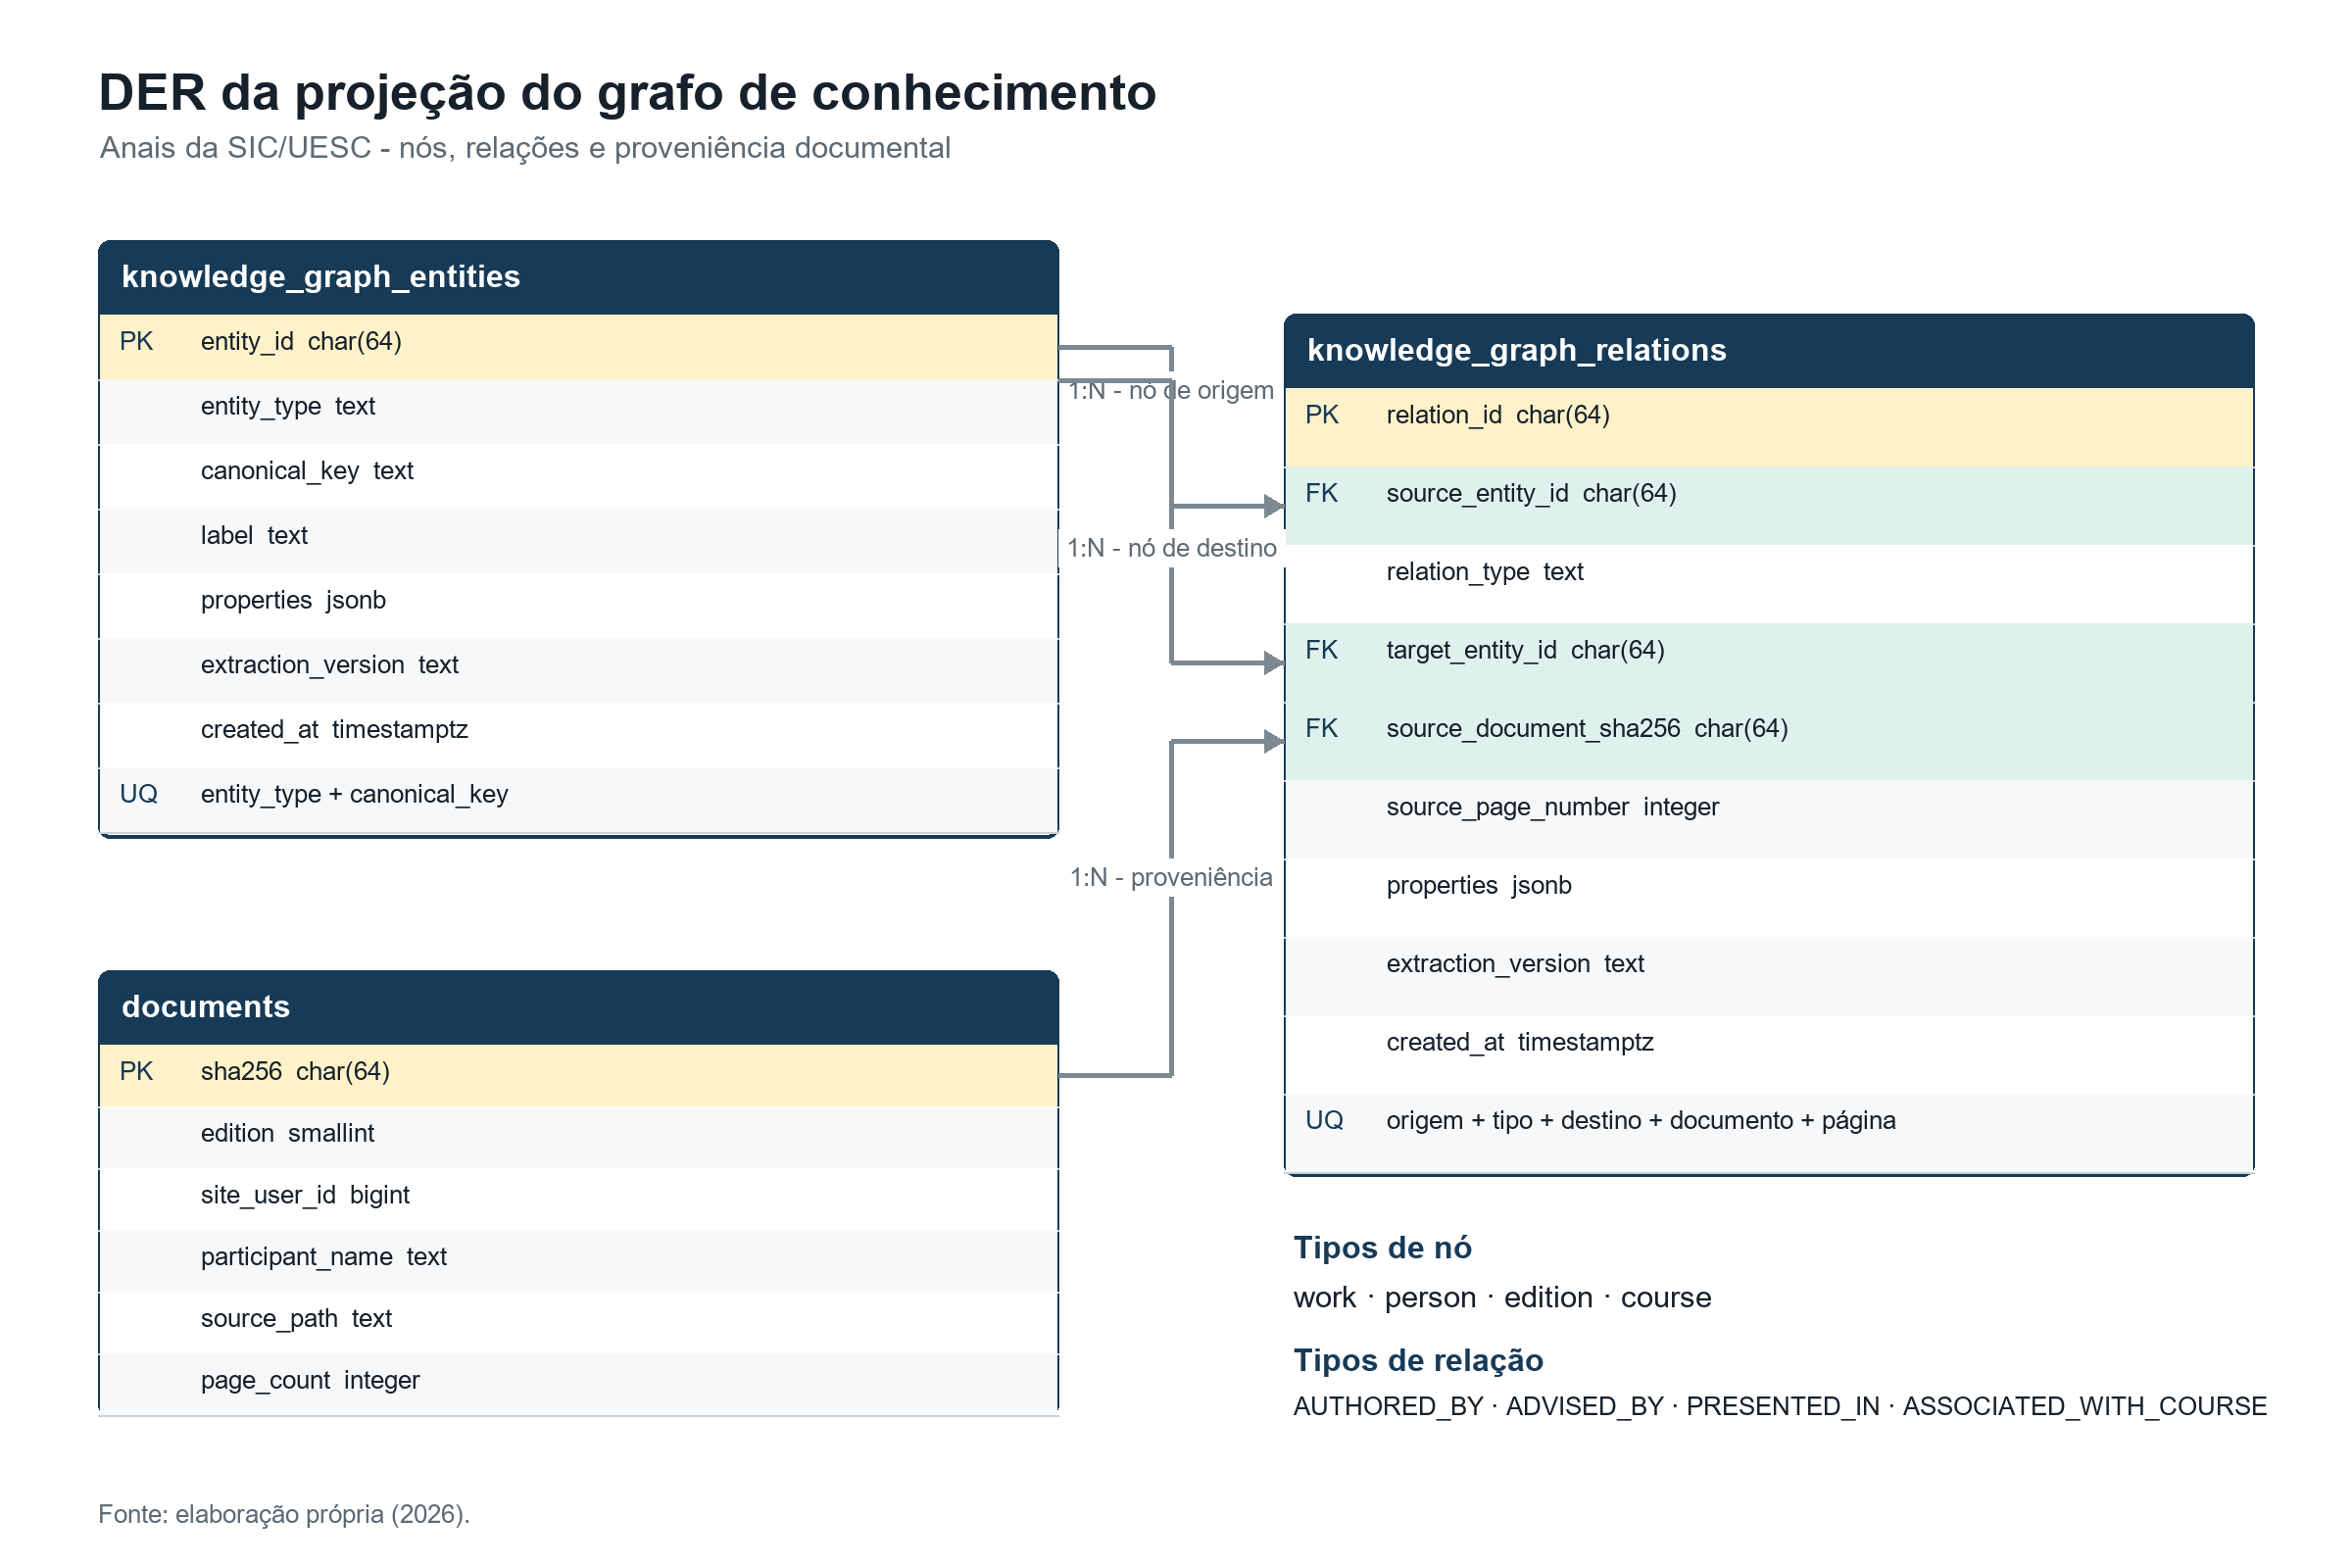 DER da projeção do grafo de conhecimento
Anais da SIC/UESC - nós, relações e proveniência documental
knowledge_graph_entities
PK entity_id char(64)
entity_type text
canonical_key text
label text
properties jsonb
extraction_version text
created_at timestamptz
UQ entity_type + canonical_key
1:N - nó de origem
1:N - nó de destino
1:N - proveniência
knowledge_graph_relations
PK relation_id char(64)
FK source_entity_id char(64)
relation_type text
FK target_entity_id char(64)
FK source_document_sha256 char(64)
source_page_number integer
properties jsonb
extraction_version text
created_at timestamptz
UQ origem + tipo + destino + documento + página
documents
PK sha256 char(64)
edition smallint
site_user_id bigint
participant_name text
source_path text
page_count integer
Tipos de nó
work · person · edition · course
Tipos de relação
AUTHORED_BY · ADVISED_BY · PRESENTED_IN · ASSOCIATED_WITH_COURSE
Fonte: elaboração própria (2026).